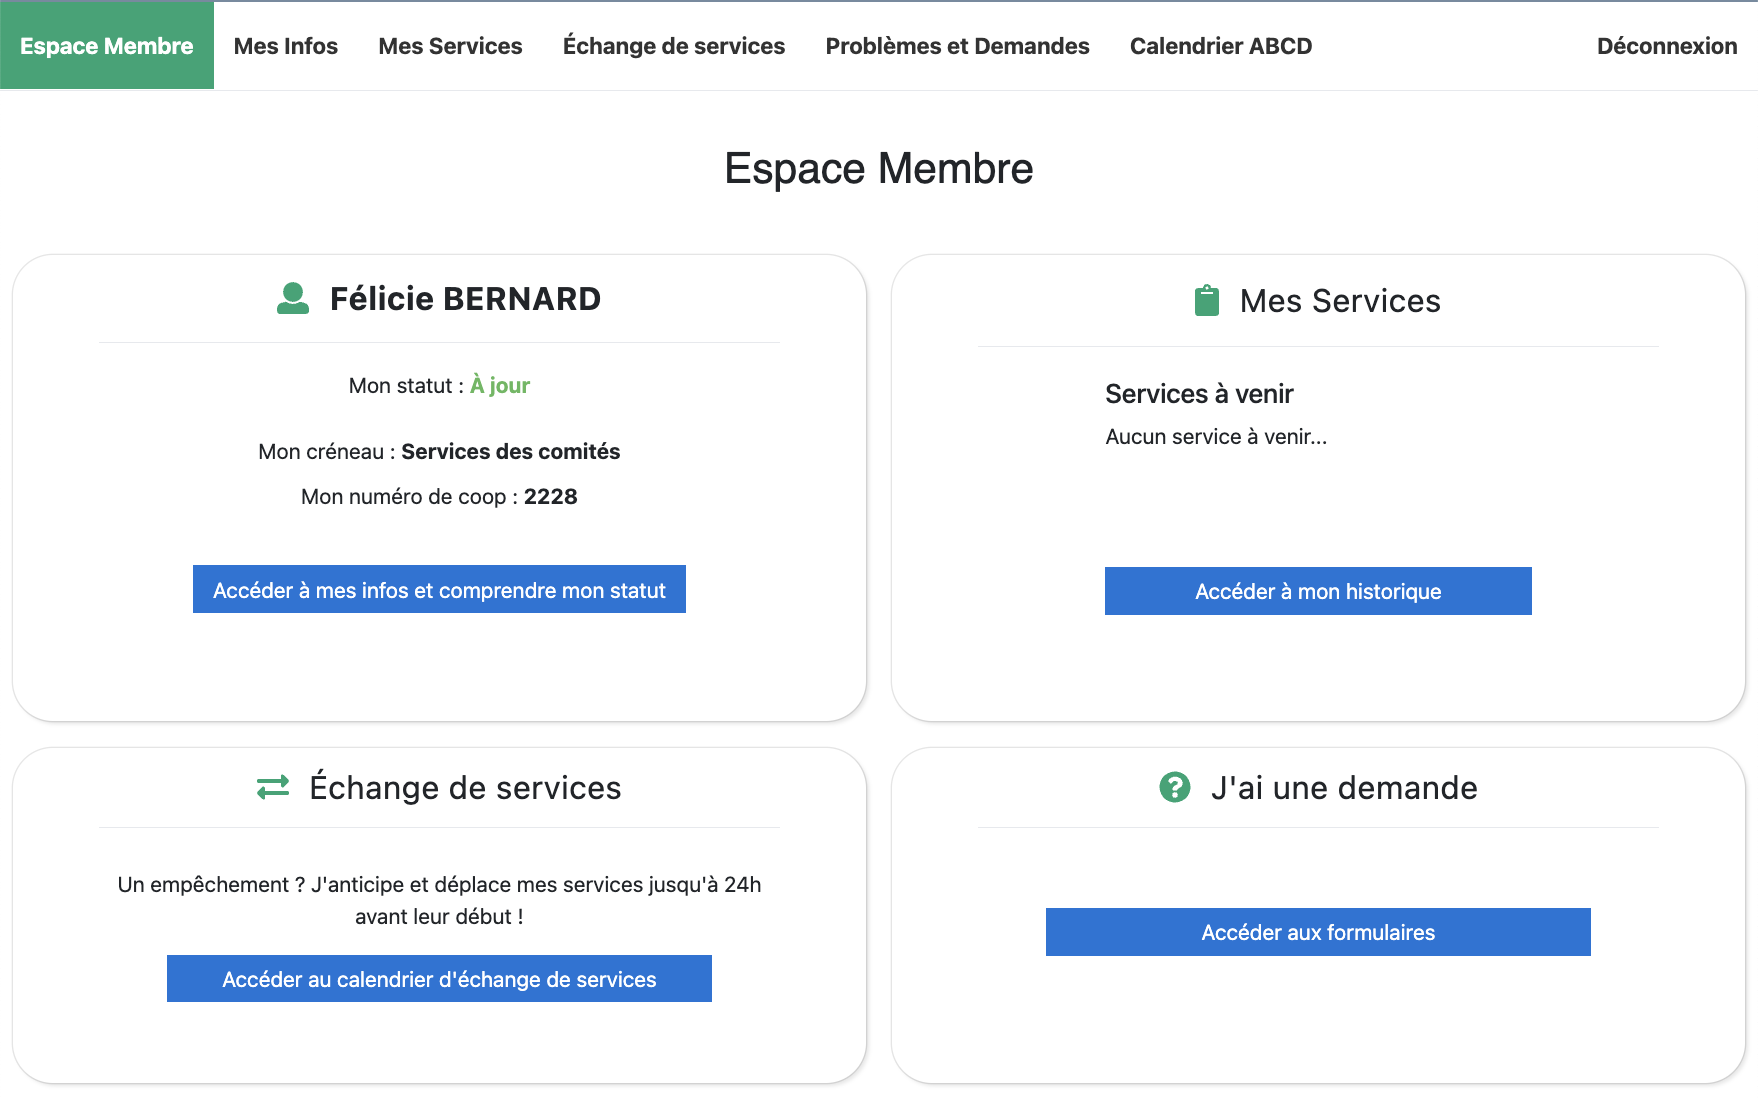 Espace Membre
Mes Infos
Mes Services
Échange de services
Problèmes et Demandes
Calendrier ABCD
Déconnexion
Espace Membre
Félicie BERNARD
Mon statut : À jour
Mon créneau : Services des comités
Mon numéro de coop : 2228
Accéder à mes infos et comprendre mon statut
Mes Services
Services à venir
Aucun service à venir...
Accéder à mon historique
Échange de services
Un empêchement ? J'anticipe et déplace mes services jusqu'à 24h
avant leur début !
Accéder au calendrier d'échange de services
J'ai une demande
Accéder aux formulaires